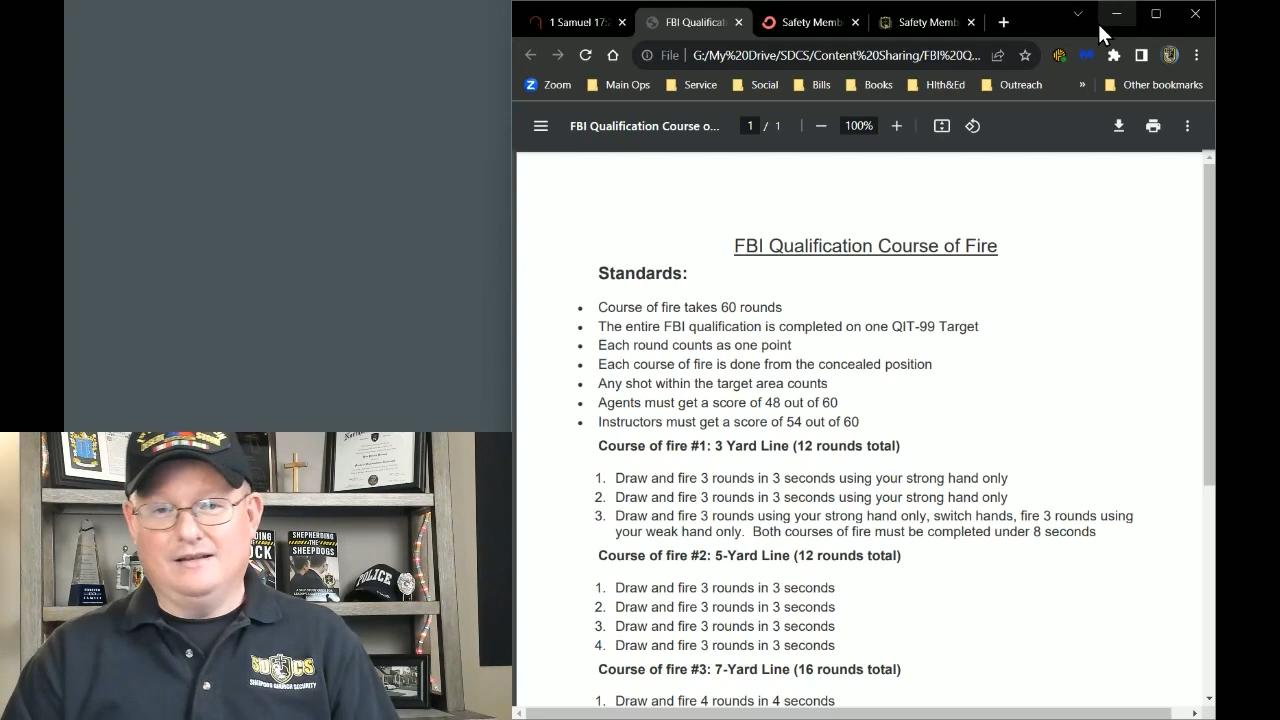 1 Samuel 17:
FBI Qualificat
Safety Memb
Safety Memb
File
G:/My%20Drive/SDCS/Content%20Sharing/FBI%20Q...
Zoom
Main Ops
Service
Social
Bills
Books
Hlth&Ed
Outreach
»
Other bookmarks
FBI Qualification Course o...
1 / 1
100%
FBI Qualification Course of Fire
Standards:
• Course of fire takes 60 rounds
• The entire FBI qualification is completed on one QIT-99 Target
• Each round counts as one point
• Each course of fire is done from the concealed position
• Any shot within the target area counts
• Agents must get a score of 48 out of 60
• Instructors must get a score of 54 out of 60
Course of fire #1: 3 Yard Line (12 rounds total)
1. Draw and fire 3 rounds in 3 seconds using your strong hand only
2. Draw and fire 3 rounds in 3 seconds using your strong hand only
3. Draw and fire 3 rounds using your strong hand only, switch hands, fire 3 rounds using
your weak hand only. Both courses of fire must be completed under 8 seconds
Course of fire #2: 5-Yard Line (12 rounds total)
1. Draw and fire 3 rounds in 3 seconds
2. Draw and fire 3 rounds in 3 seconds
3. Draw and fire 3 rounds in 3 seconds
4. Draw and fire 3 rounds in 3 seconds
Course of fire #3: 7-Yard Line (16 rounds total)
1. Draw and fire 4 rounds in 4 seconds
SHEPHERDING
THE
SHEEPDOGS
POLICE
SDCS
SHEEPDOG CHURCH SECURITY